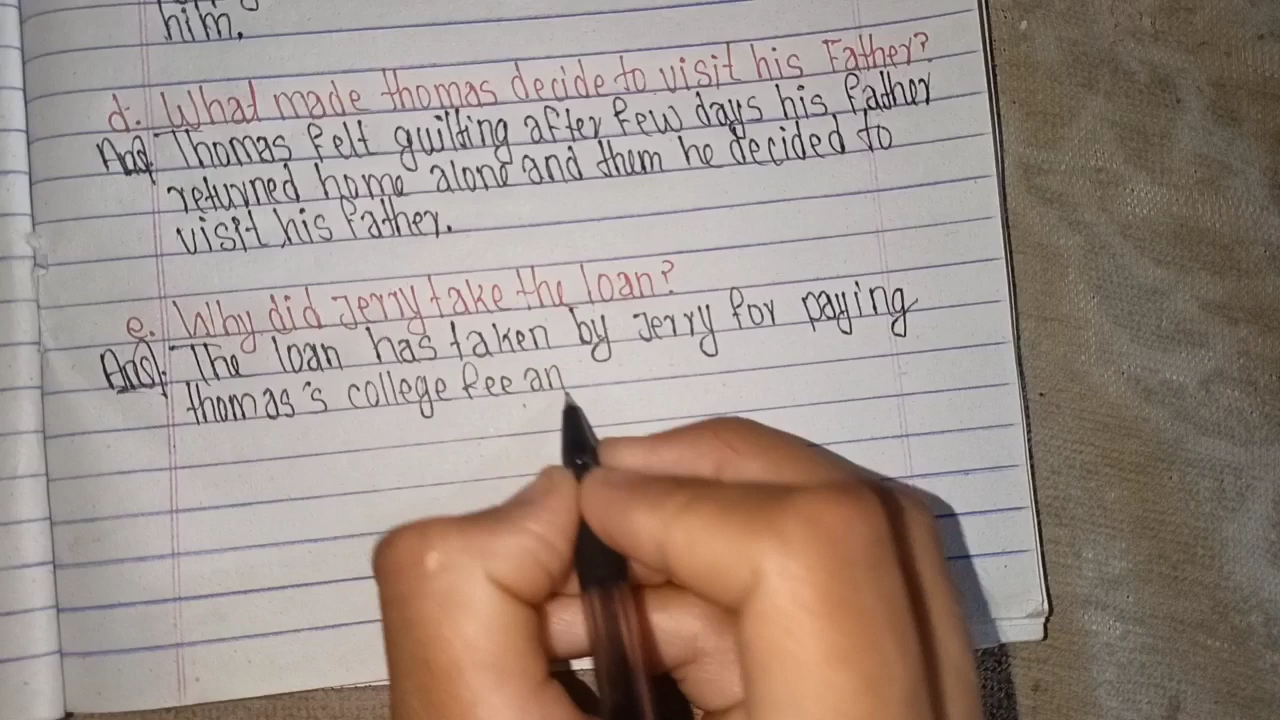 him.
d. What made thomas decide to visit his Father?
Ans Thomas felt guilting after few days his father
returned home alone and them he decided to
visit his father.
e. Why did Jerry take the loan?
Ans. The loan has taken by Jerry for paying
thomas's college fee an